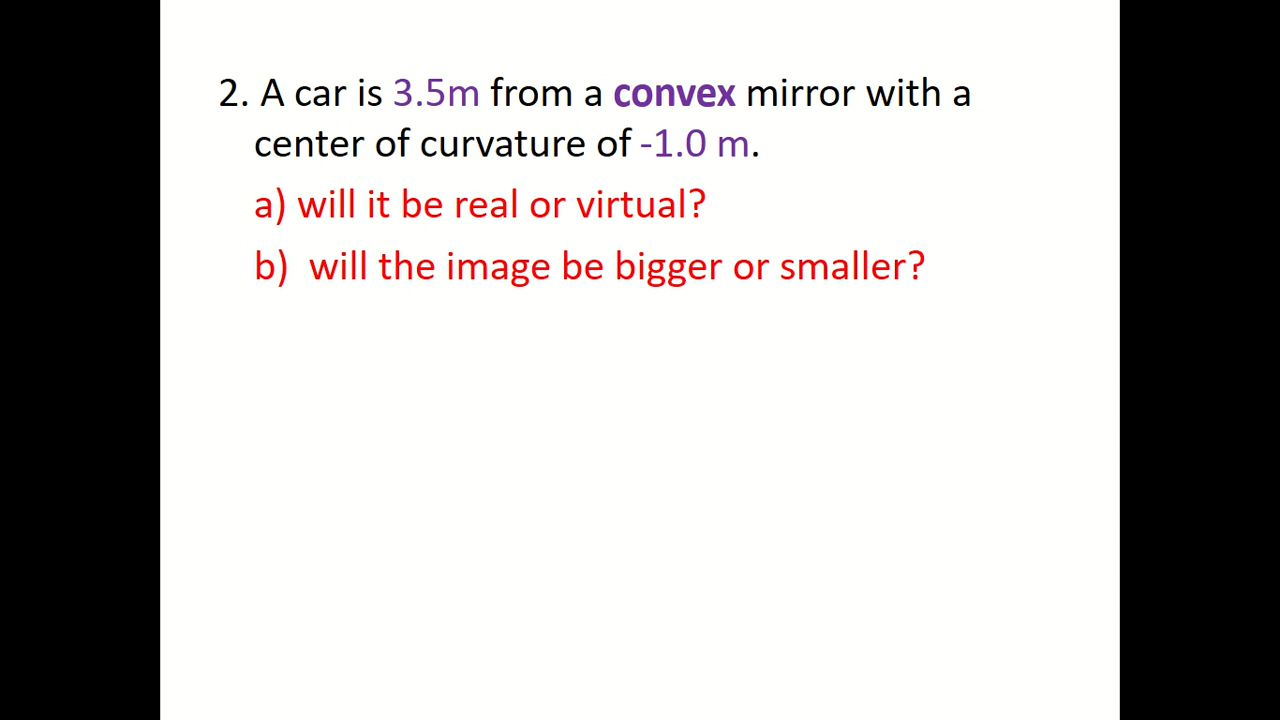 2. A car is 3.5m from a convex mirror with a
center of curvature of -1.0 m.
a) will it be real or virtual?
b) will the image be bigger or smaller?